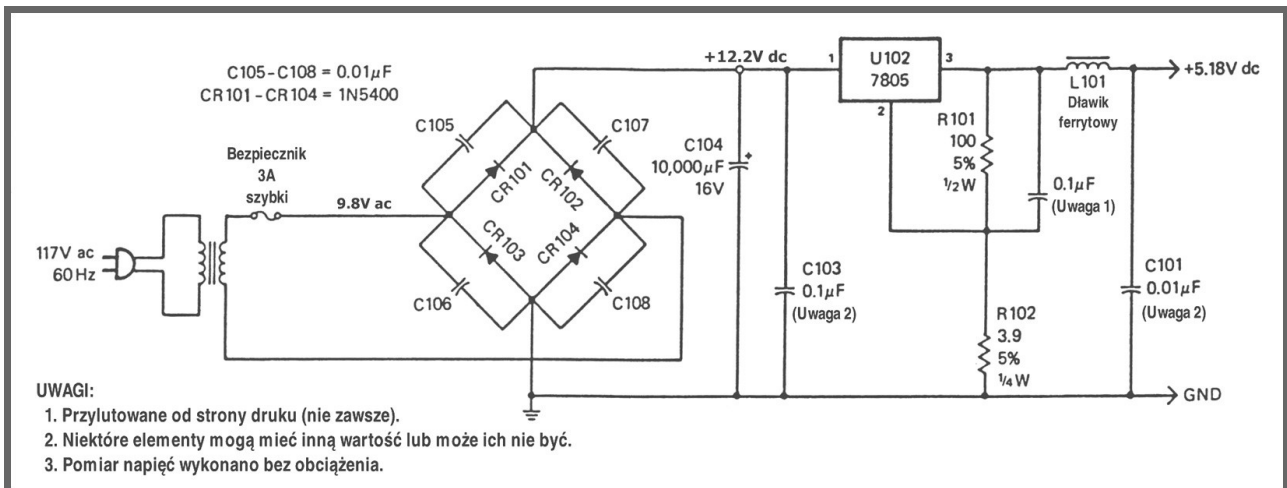 C105-C108 = 0.01µF
CR101-CR104 = 1N5400
Bezpiecznik
3A
szybki
117V ac
60Hz
9.8V ac
C105
C107
CR101
CR102
CR103
CR104
C106
C108
+12.2V dc
C104
10,000µF
16V
+
C103
0.1µF
(Uwaga 2)
1
U102
7805
3
2
R101
100
5%
1/2W
0.1µF
(Uwaga 1)
R102
3.9
5%
1/4W
L101
Dławik
ferrytowy
C101
0.01µF
(Uwaga 2)
+5.18V dc
GND
UWAGI:
1. Przylutowane od strony druku (nie zawsze).
2. Niektóre elementy mogą mieć inną wartość lub może ich nie być.
3. Pomiar napięć wykonano bez obciążenia.